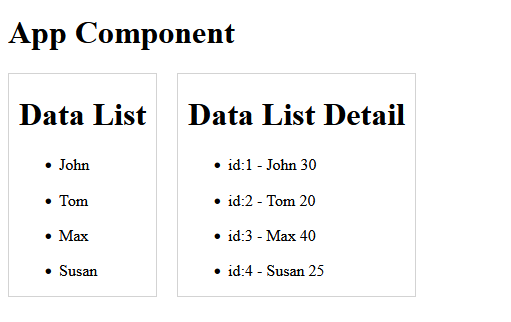 App Component
Data List
John
Tom
Max
Susan
Data List Detail
id:1 - John 30
id:2 - Tom 20
id:3 - Max 40
id:4 - Susan 25